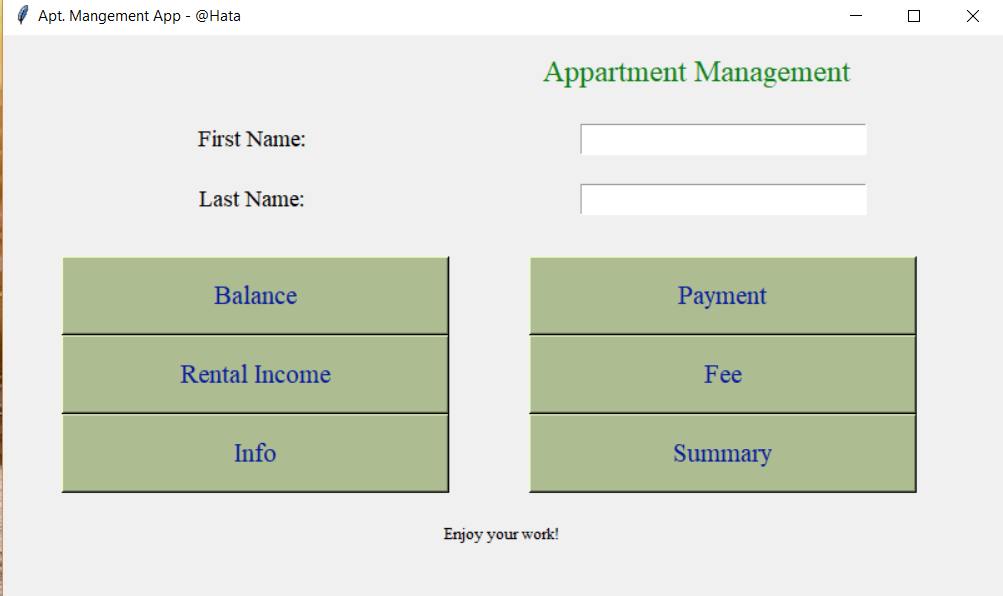 Apt. Mangement App - @Hata
Appartment Management
First Name:
Last Name:
Balance
Payment
Rental Income
Fee
Info
Summary
Enjoy your work!